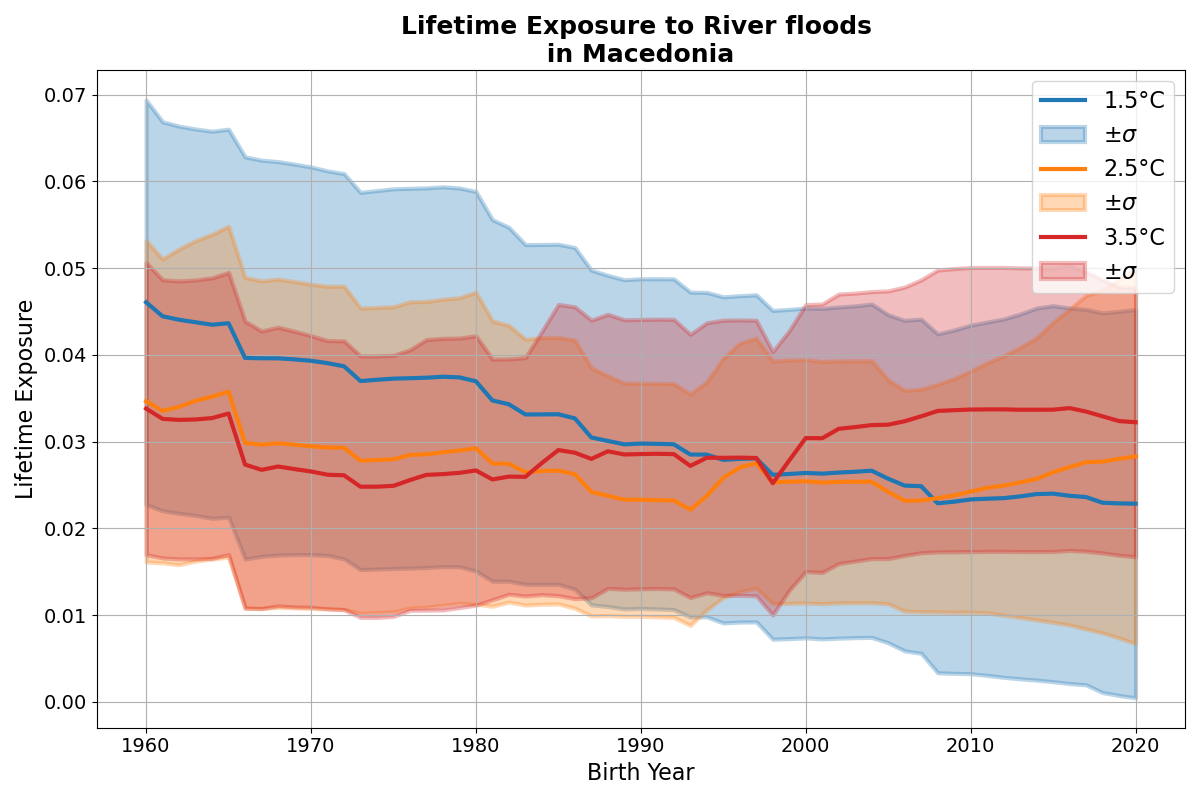 Lifetime Exposure to River floods
in Macedonia
0.07
0.06
0.05
0.04
0.03
0.02
0.01
0.00
Lifetime Exposure
1960
1970
1980
1990
2000
2010
2020
Birth Year
1.5°C
±σ
2.5°C
±σ
3.5°C
±σ